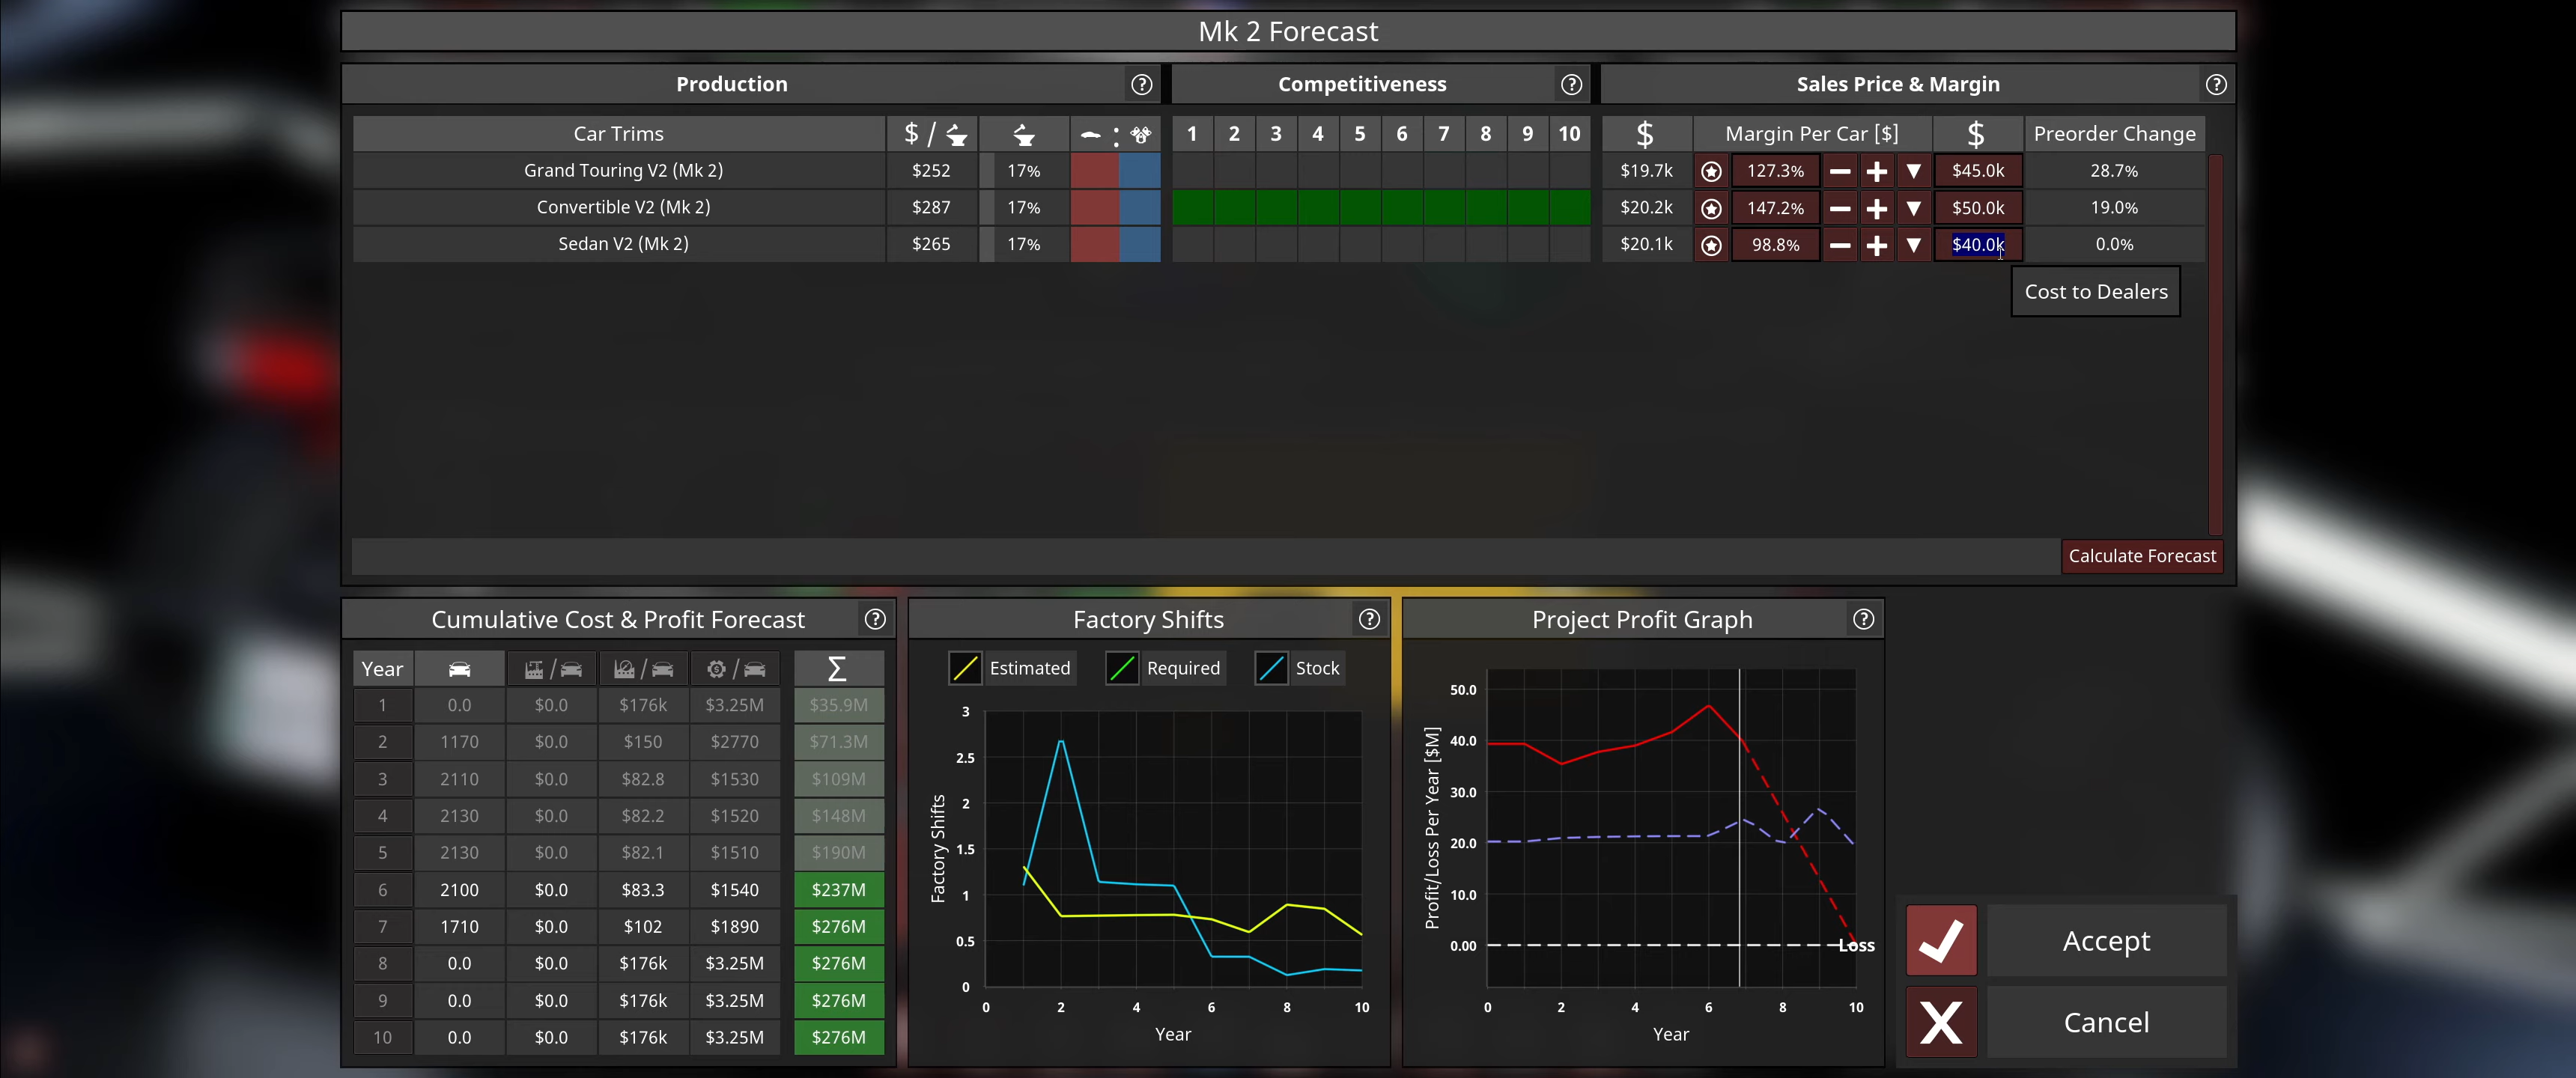 Mk 2 Forecast
Production ? Competitiveness ? Sales Price & Margin ?
Car Trims $ / 1 2 3 4 5 6 7 8 9 10 $ Margin Per Car [$] $ Preorder Change
Grand Touring V2 (Mk 2) $252 17% $19.7k 127.3% $45.0k 28.7%
Convertible V2 (Mk 2) $287 17% $20.2k 147.2% $50.0k 19.0%
Sedan V2 (Mk 2) $265 17% $20.1k 98.8% $40.0k 0.0%
Cost to Dealers
Calculate Forecast
Cumulative Cost & Profit Forecast ?
Year / / / Σ
1 0.0 $0.0 $176k $3.25M $35.9M
2 1170 $0.0 $150 $2770 $71.3M
3 2110 $0.0 $82.8 $1530 $109M
4 2130 $0.0 $82.2 $1520 $148M
5 2130 $0.0 $82.1 $1510 $190M
6 2100 $0.0 $83.3 $1540 $237M
7 1710 $0.0 $102 $1890 $276M
8 0.0 $0.0 $176k $3.25M $276M
9 0.0 $0.0 $176k $3.25M $276M
10 0.0 $0.0 $176k $3.25M $276M
Factory Shifts ?
Estimated Required Stock
Factory Shifts
3
2.5
2
1.5
1
0.5
0
0 2 4 6 8 10
Year
Project Profit Graph ?
Profit/Loss Per Year [$M]
50.0
40.0
30.0
20.0
10.0
0.00
Loss
0 2 4 6 8 10
Year
Accept
Cancel